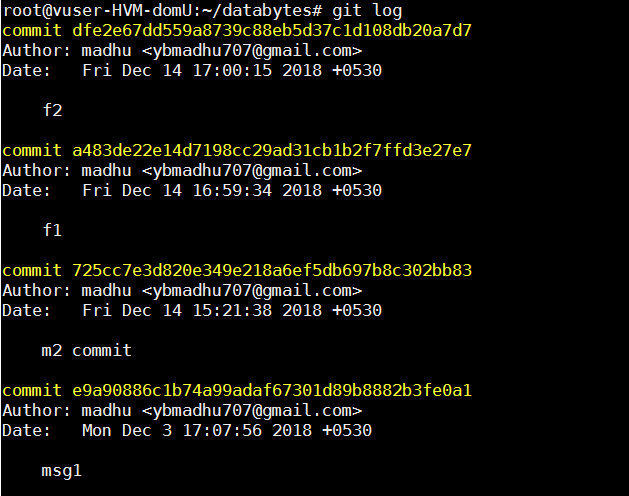 root@vuser-HVM-domU:~/databytes# git log
commit dfe2e67dd559a8739c88eb5d37c1d108db20a7d7
Author: madhu <ybmadhu707@gmail.com>
Date:   Fri Dec 14 17:00:15 2018 +0530
f2
commit a483de22e14d7198cc29ad31cb1b2f7ffd3e27e7
Author: madhu <ybmadhu707@gmail.com>
Date:   Fri Dec 14 16:59:34 2018 +0530
f1
commit 725cc7e3d820e349e218a6ef5db697b8c302bb83
Author: madhu <ybmadhu707@gmail.com>
Date:   Fri Dec 14 15:21:38 2018 +0530
m2 commit
commit e9a90886c1b74a99adaf67301d89b8882b3fe0a1
Author: madhu <ybmadhu707@gmail.com>
Date:   Mon Dec 3 17:07:56 2018 +0530
msg1